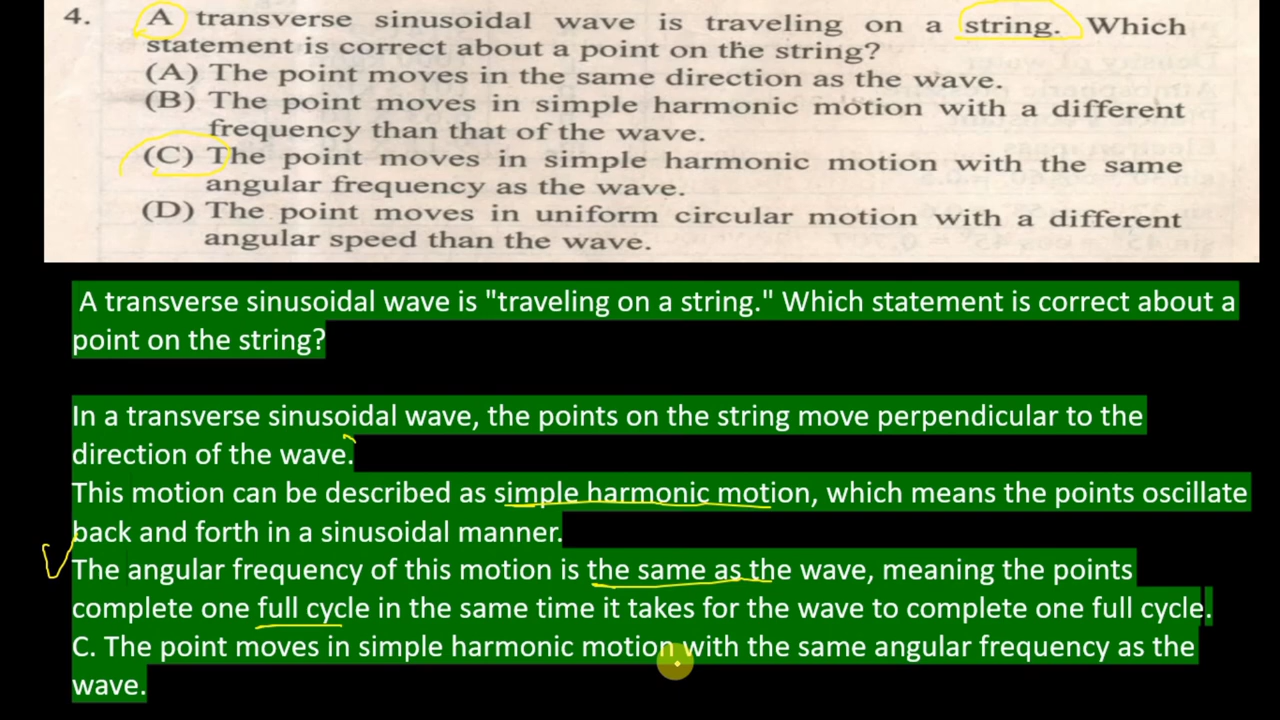 4. A transverse sinusoidal wave is traveling on a string. Which
statement is correct about a point on the string?
(A) The point moves in the same direction as the wave.
(B) The point moves in simple harmonic motion with a different
frequency than that of the wave.
(C) The point moves in simple harmonic motion with the same
angular frequency as the wave.
(D) The point moves in uniform circular motion with a different
angular speed than the wave.
A transverse sinusoidal wave is "traveling on a string." Which statement is correct about a
point on the string?
In a transverse sinusoidal wave, the points on the string move perpendicular to the
direction of the wave.
This motion can be described as simple harmonic motion, which means the points oscillate
back and forth in a sinusoidal manner.
The angular frequency of this motion is the same as the wave, meaning the points
complete one full cycle in the same time it takes for the wave to complete one full cycle.
C. The point moves in simple harmonic motion with the same angular frequency as the
wave.